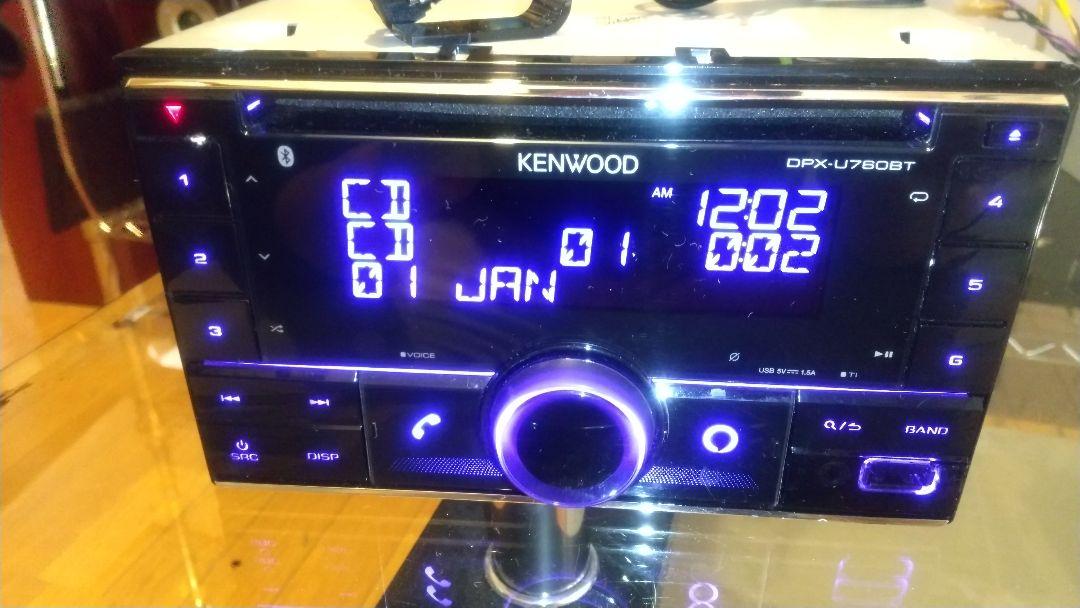 KENWOOD
DPX-U760BT
CD
AM 12:02
CD 01 0:02
01 JAN
1
2
3
4
5
6
VOICE
USB 5V 1.5A
SRC
DISP
BAND